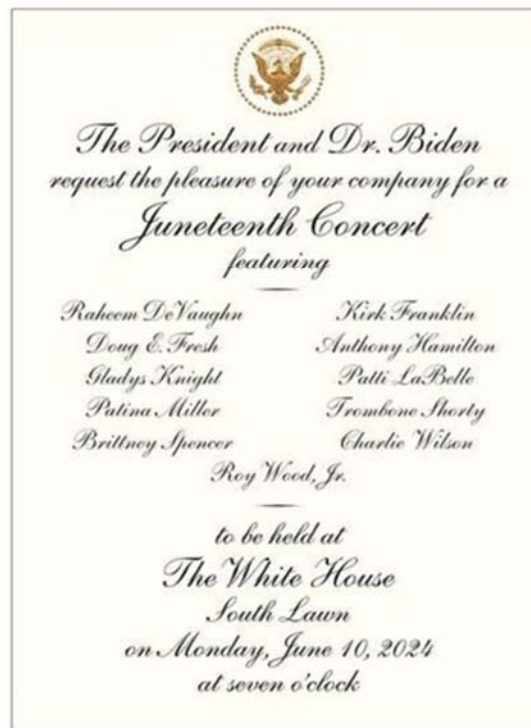 The President and Dr. Biden
request the pleasure of your company for a
Juneteenth Concert
featuring
Raheem DeVaughn
Kirk Franklin
Doug E. Fresh
Anthony Hamilton
Gladys Knight
Patti LaBelle
Patina Miller
Trombone Shorty
Brittney Spencer
Charlie Wilson
Roy Wood, Jr.
to be held at
The White House
South Lawn
on Monday, June 10, 2024
at seven o'clock